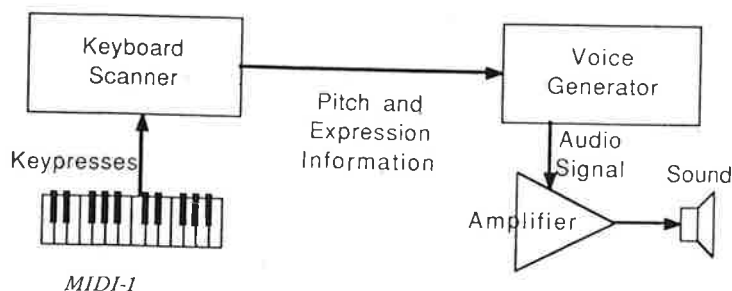 Keyboard
Scanner
Voice
Generator
Pitch and
Expression
Information
Keypresses
Audio
Signal
Sound
Amplifier
MIDI-1